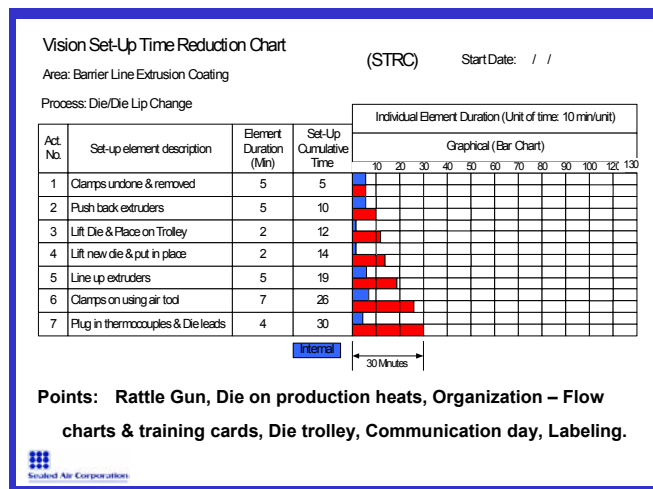 Vision Set-Up Time Reduction Chart
(STRC)
Start Date: / /
Area: Barrier Line Extrusion Coating
Process: Die/Die Lip Change
Individual Element Duration (Unit of time: 10 min/unit)
Act. No. Set-up element description Element Duration (Min) Set-Up Cumulative Time Graphical (Bar Chart)
10 20 30 40 50 60 70 80 90 100 120 130
1 Clamps undone & removed 5 5
2 Push back extruders 5 10
3 Lift Die & Place on Trolley 2 12
4 Lift new die & put in place 2 14
5 Line up extruders 5 19
6 Clamps on using air tool 7 26
7 Plug in thermocouples & Die leads 4 30
Internal
30 Minutes
Points: Rattle Gun, Die on production heats, Organization – Flow
charts & training cards, Die trolley, Communication day, Labeling.
Sealed Air Corporation